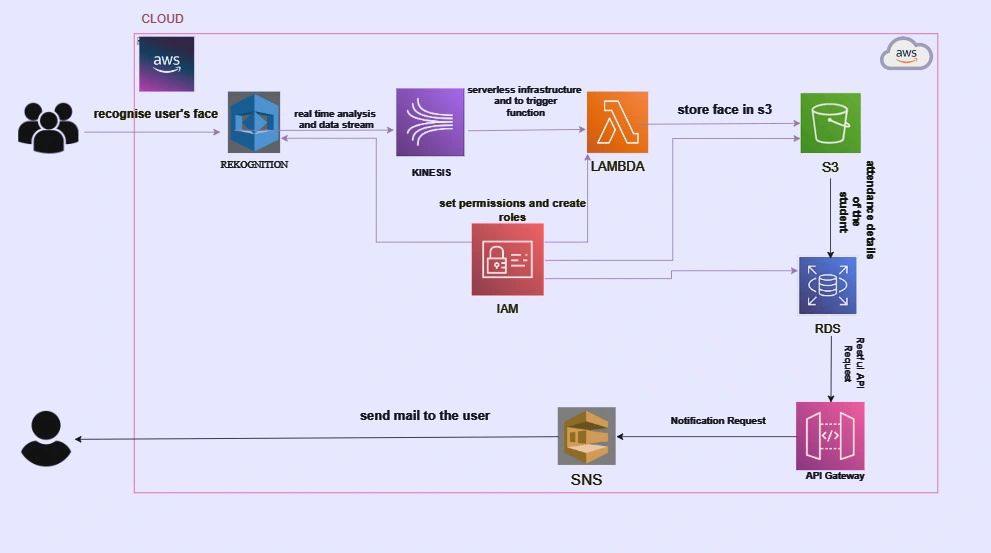 CLOUD
aws
aws
recognise user's face
REKOGNITION
real time analysis
and data stream
KINESIS
serverless infrastructure
and to trigger
function
LAMBDA
store face in s3
S3
set permissions and create
roles
IAM
attendance details
of the
student
RDS
Restful API
Request
API Gateway
Notification Request
SNS
send mail to the user